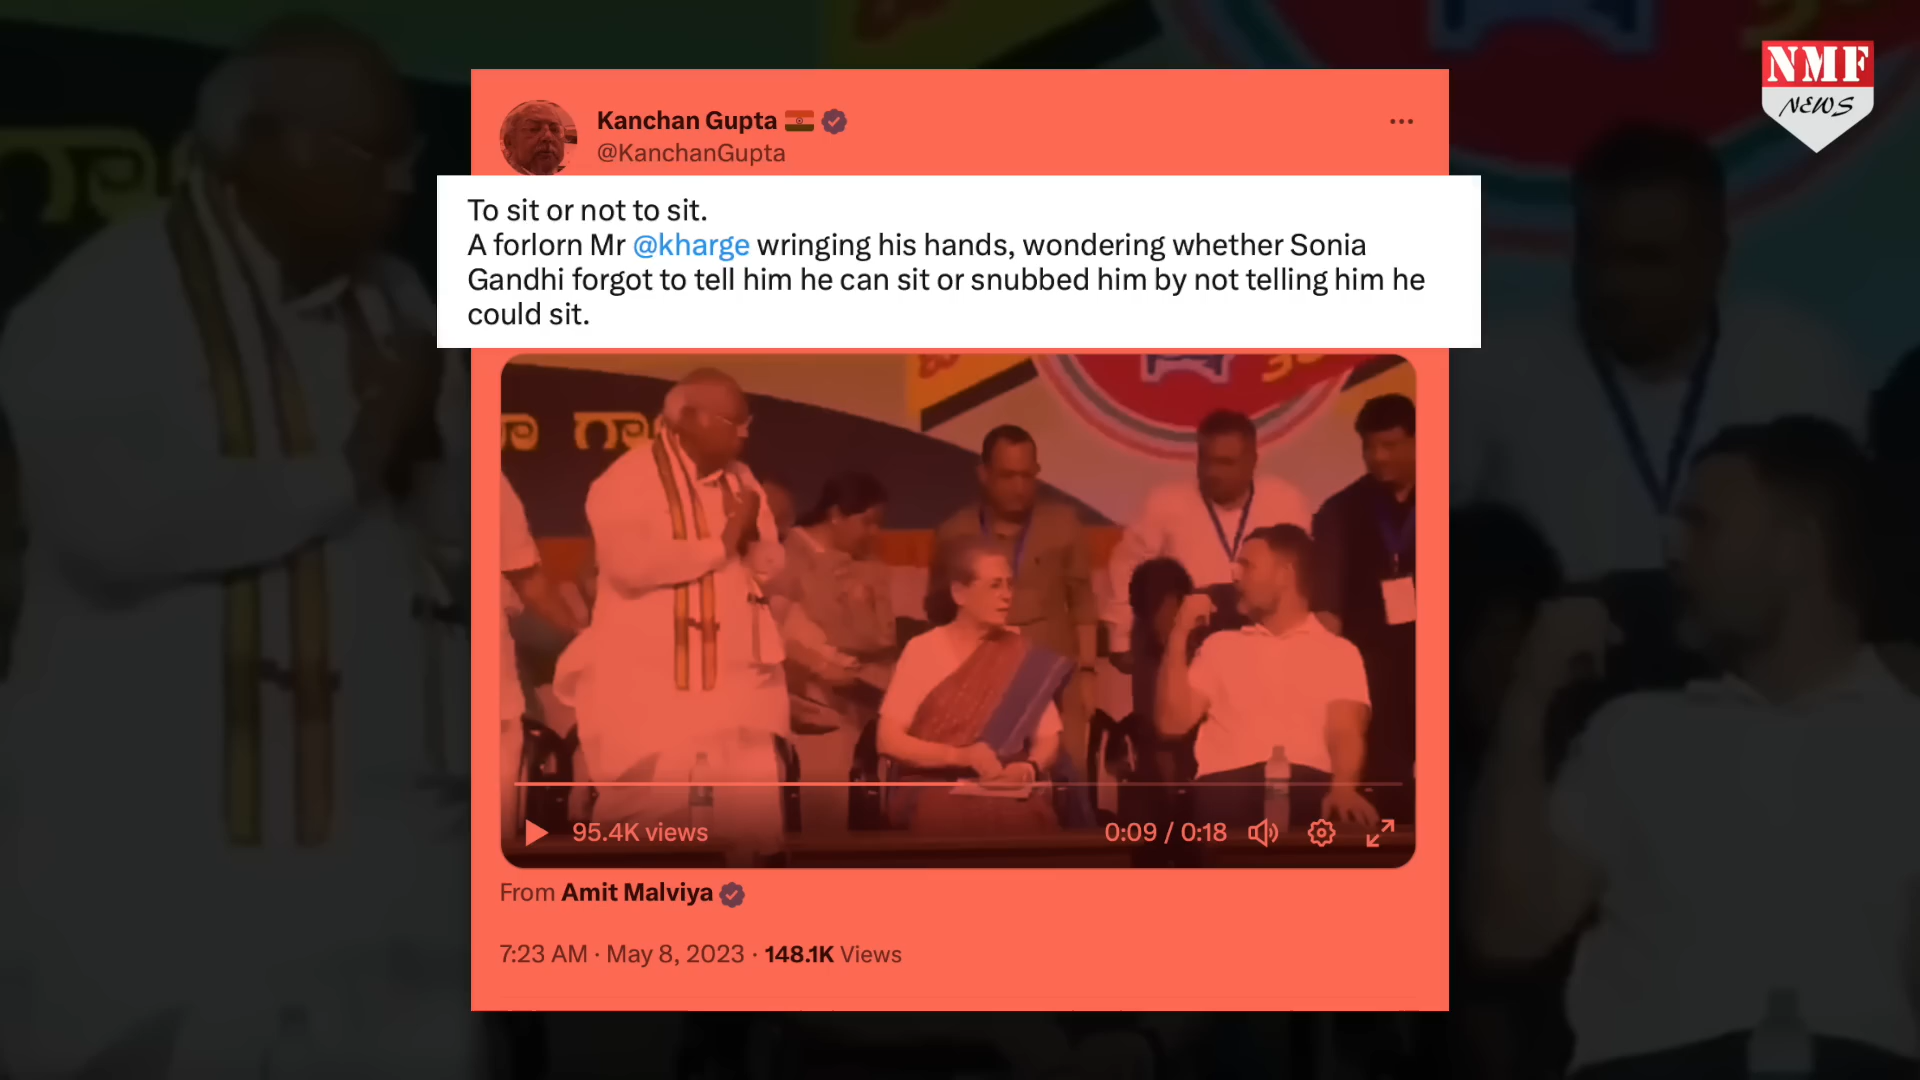 NMF
NEWS
Kanchan Gupta
@KanchanGupta
To sit or not to sit.
A forlorn Mr @kharge wringing his hands, wondering whether Sonia
Gandhi forgot to tell him he can sit or snubbed him by not telling him he
could sit.
95.4K views
0:09 / 0:18
From Amit Malviya
7:23 AM · May 8, 2023 · 148.1K Views